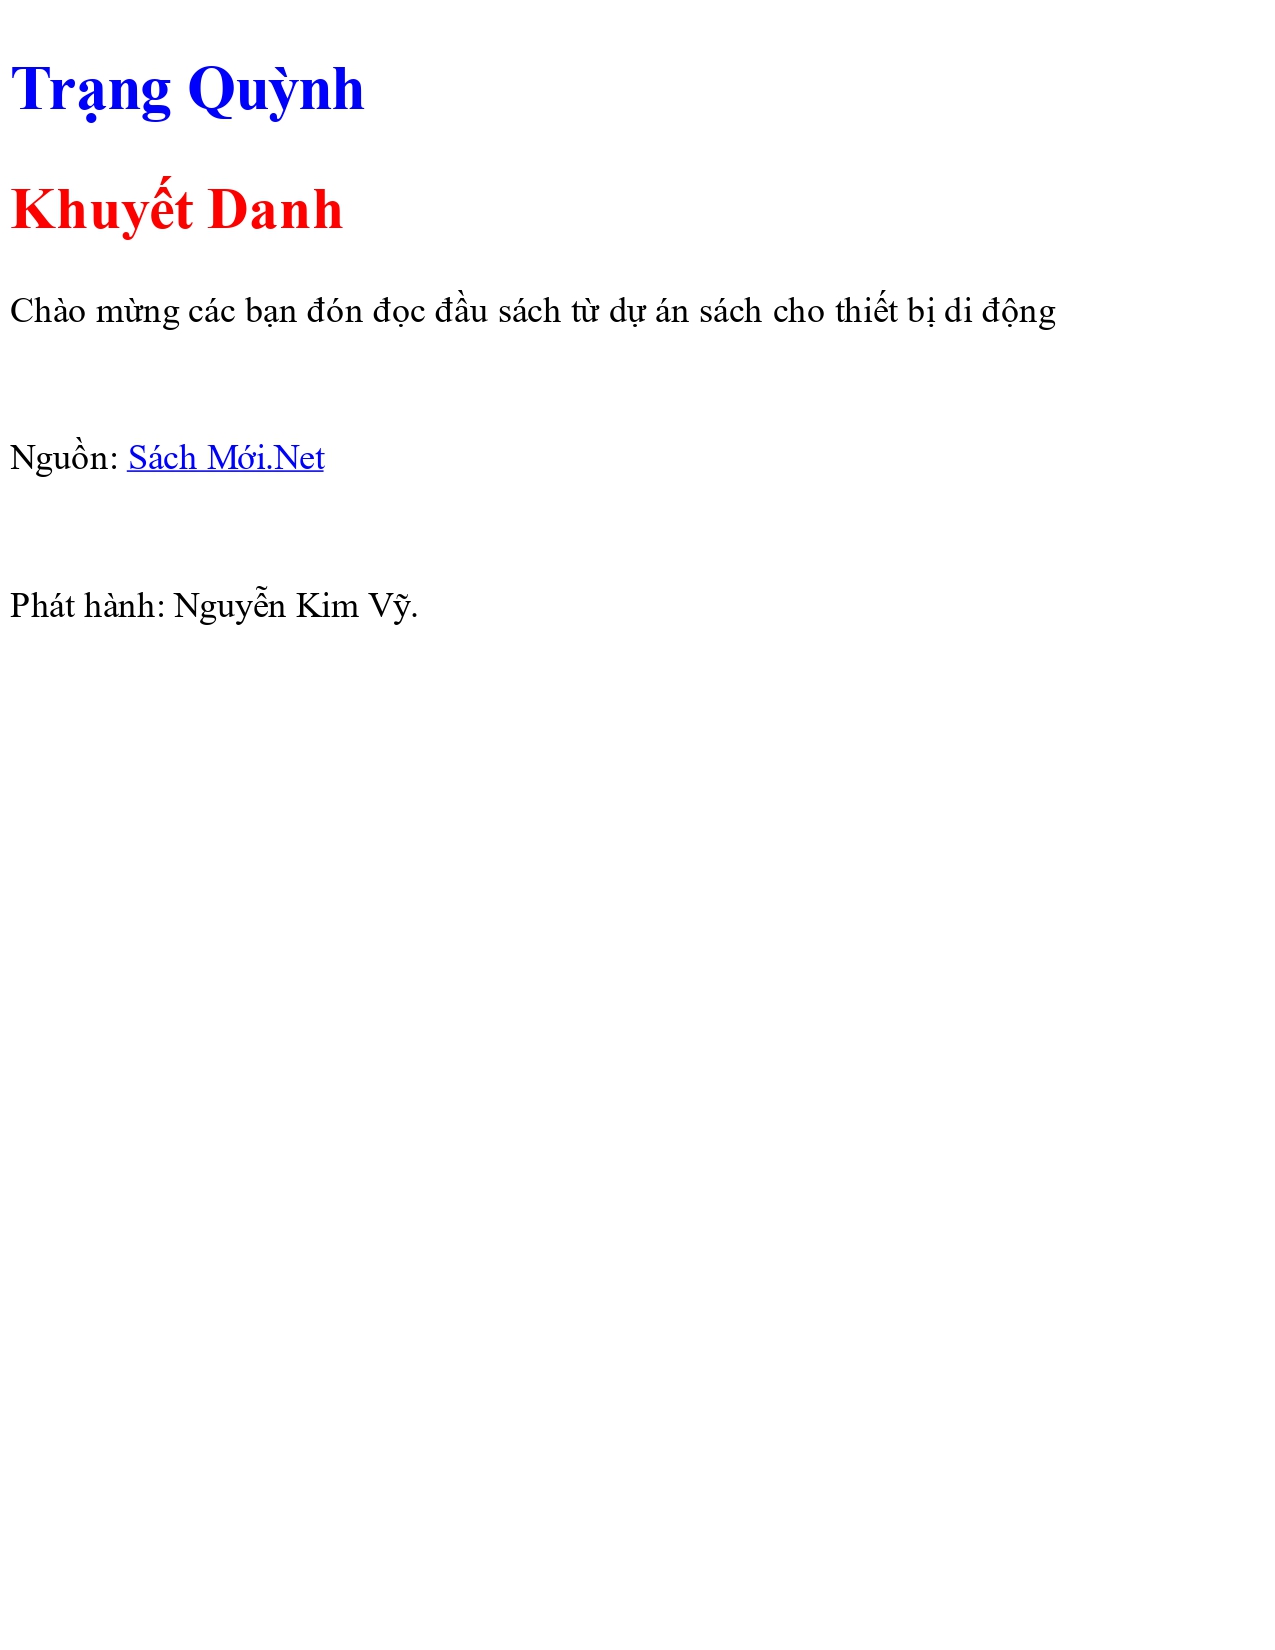 Trạng Quỳnh
Khuyết Danh
Chào mừng các bạn đón đọc đầu sách từ dự án sách cho thiết bị di động
Nguồn: Sách Mới.Net
Phát hành: Nguyễn Kim Vỹ.